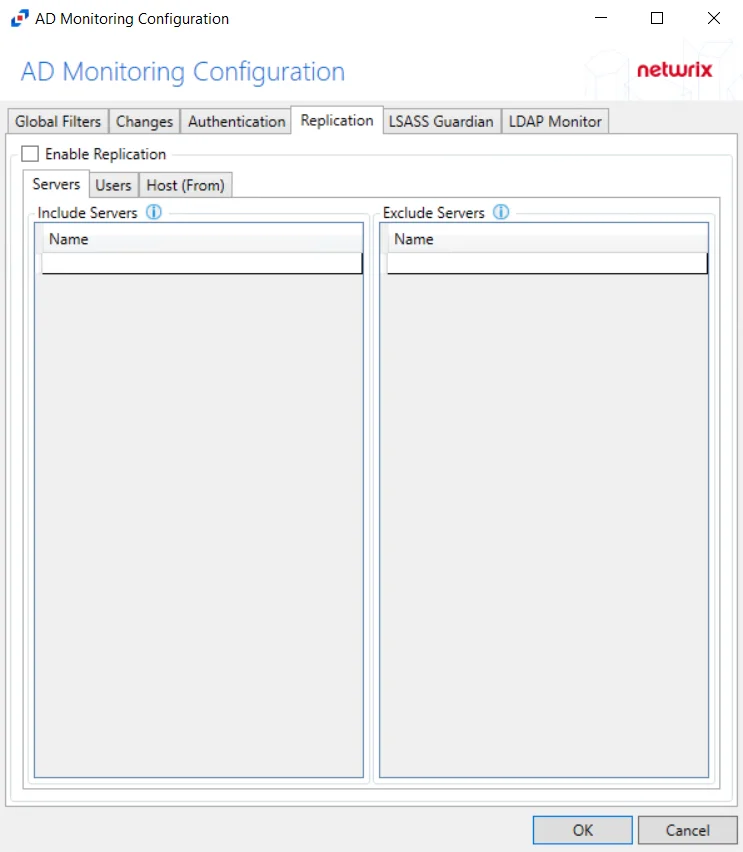 AD Monitoring Configuration
AD Monitoring Configuration
netwrix
Global Filters Changes Authentication Replication LSASS Guardian LDAP Monitor
Enable Replication
Servers Users Host (From)
Include Servers Exclude Servers
Name Name
OK Cancel